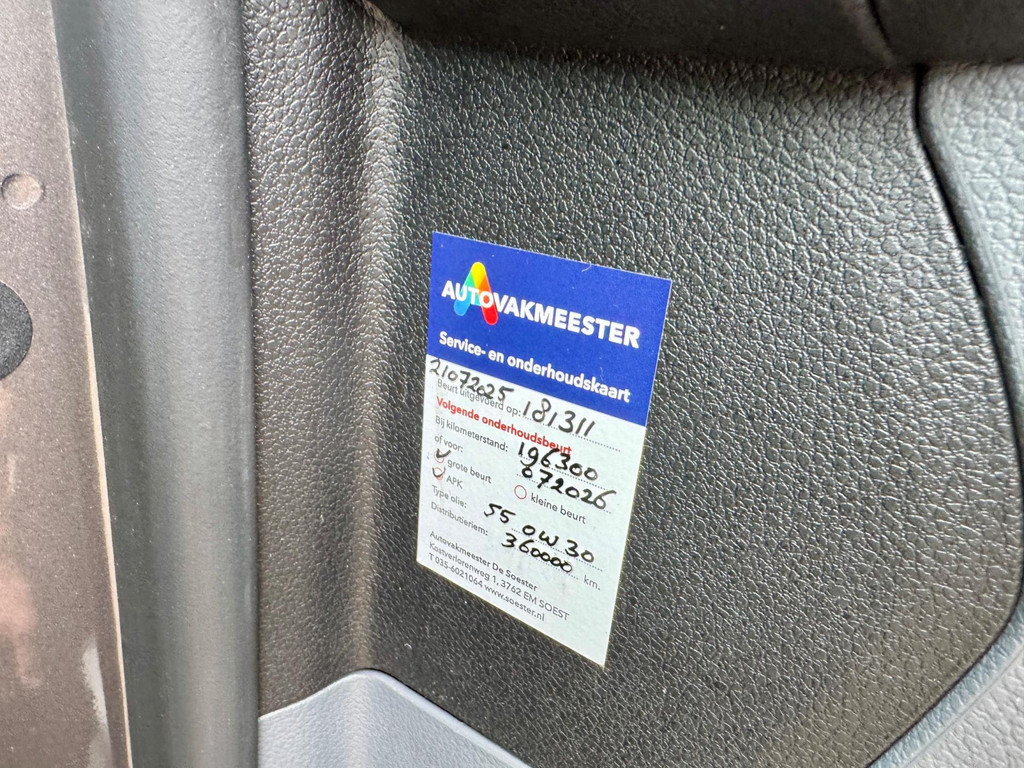 AUTOVAKMEESTER
Service- en onderhoudskaart
21072025 181311
Beurt uitgevoerd op:
Volgende onderhoudsbeurt
Bij kilometerstand: 196300
of voor: 072026
grote beurt kleine beurt
APK
Type olie: 55 0W30
Distributieriem: 360000 km.
Autovakmeester De Soester
Kostverlorenweg 1, 3762 EM SOEST
T 035-6021064 www.soester.nl